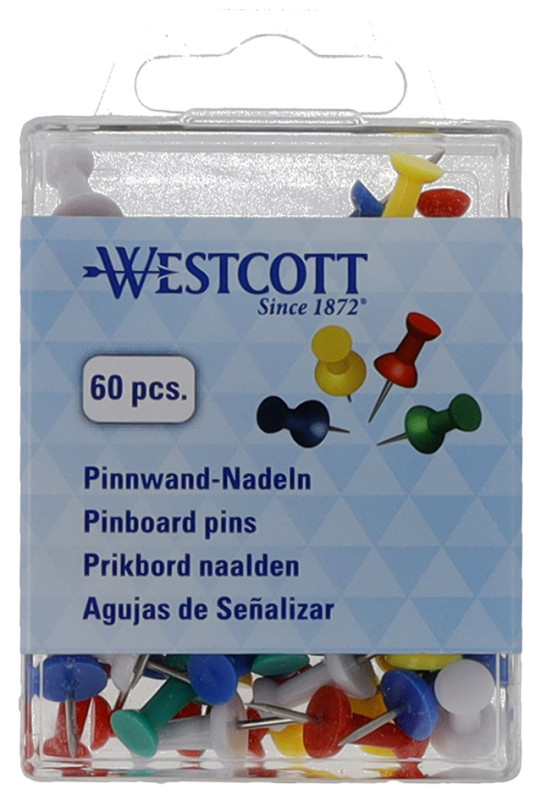 WESTCOTT
Since 1872®
60 pcs.
Pinnwand-Nadeln
Pinboard pins
Prikbord naalden
Agujas de Señalizar